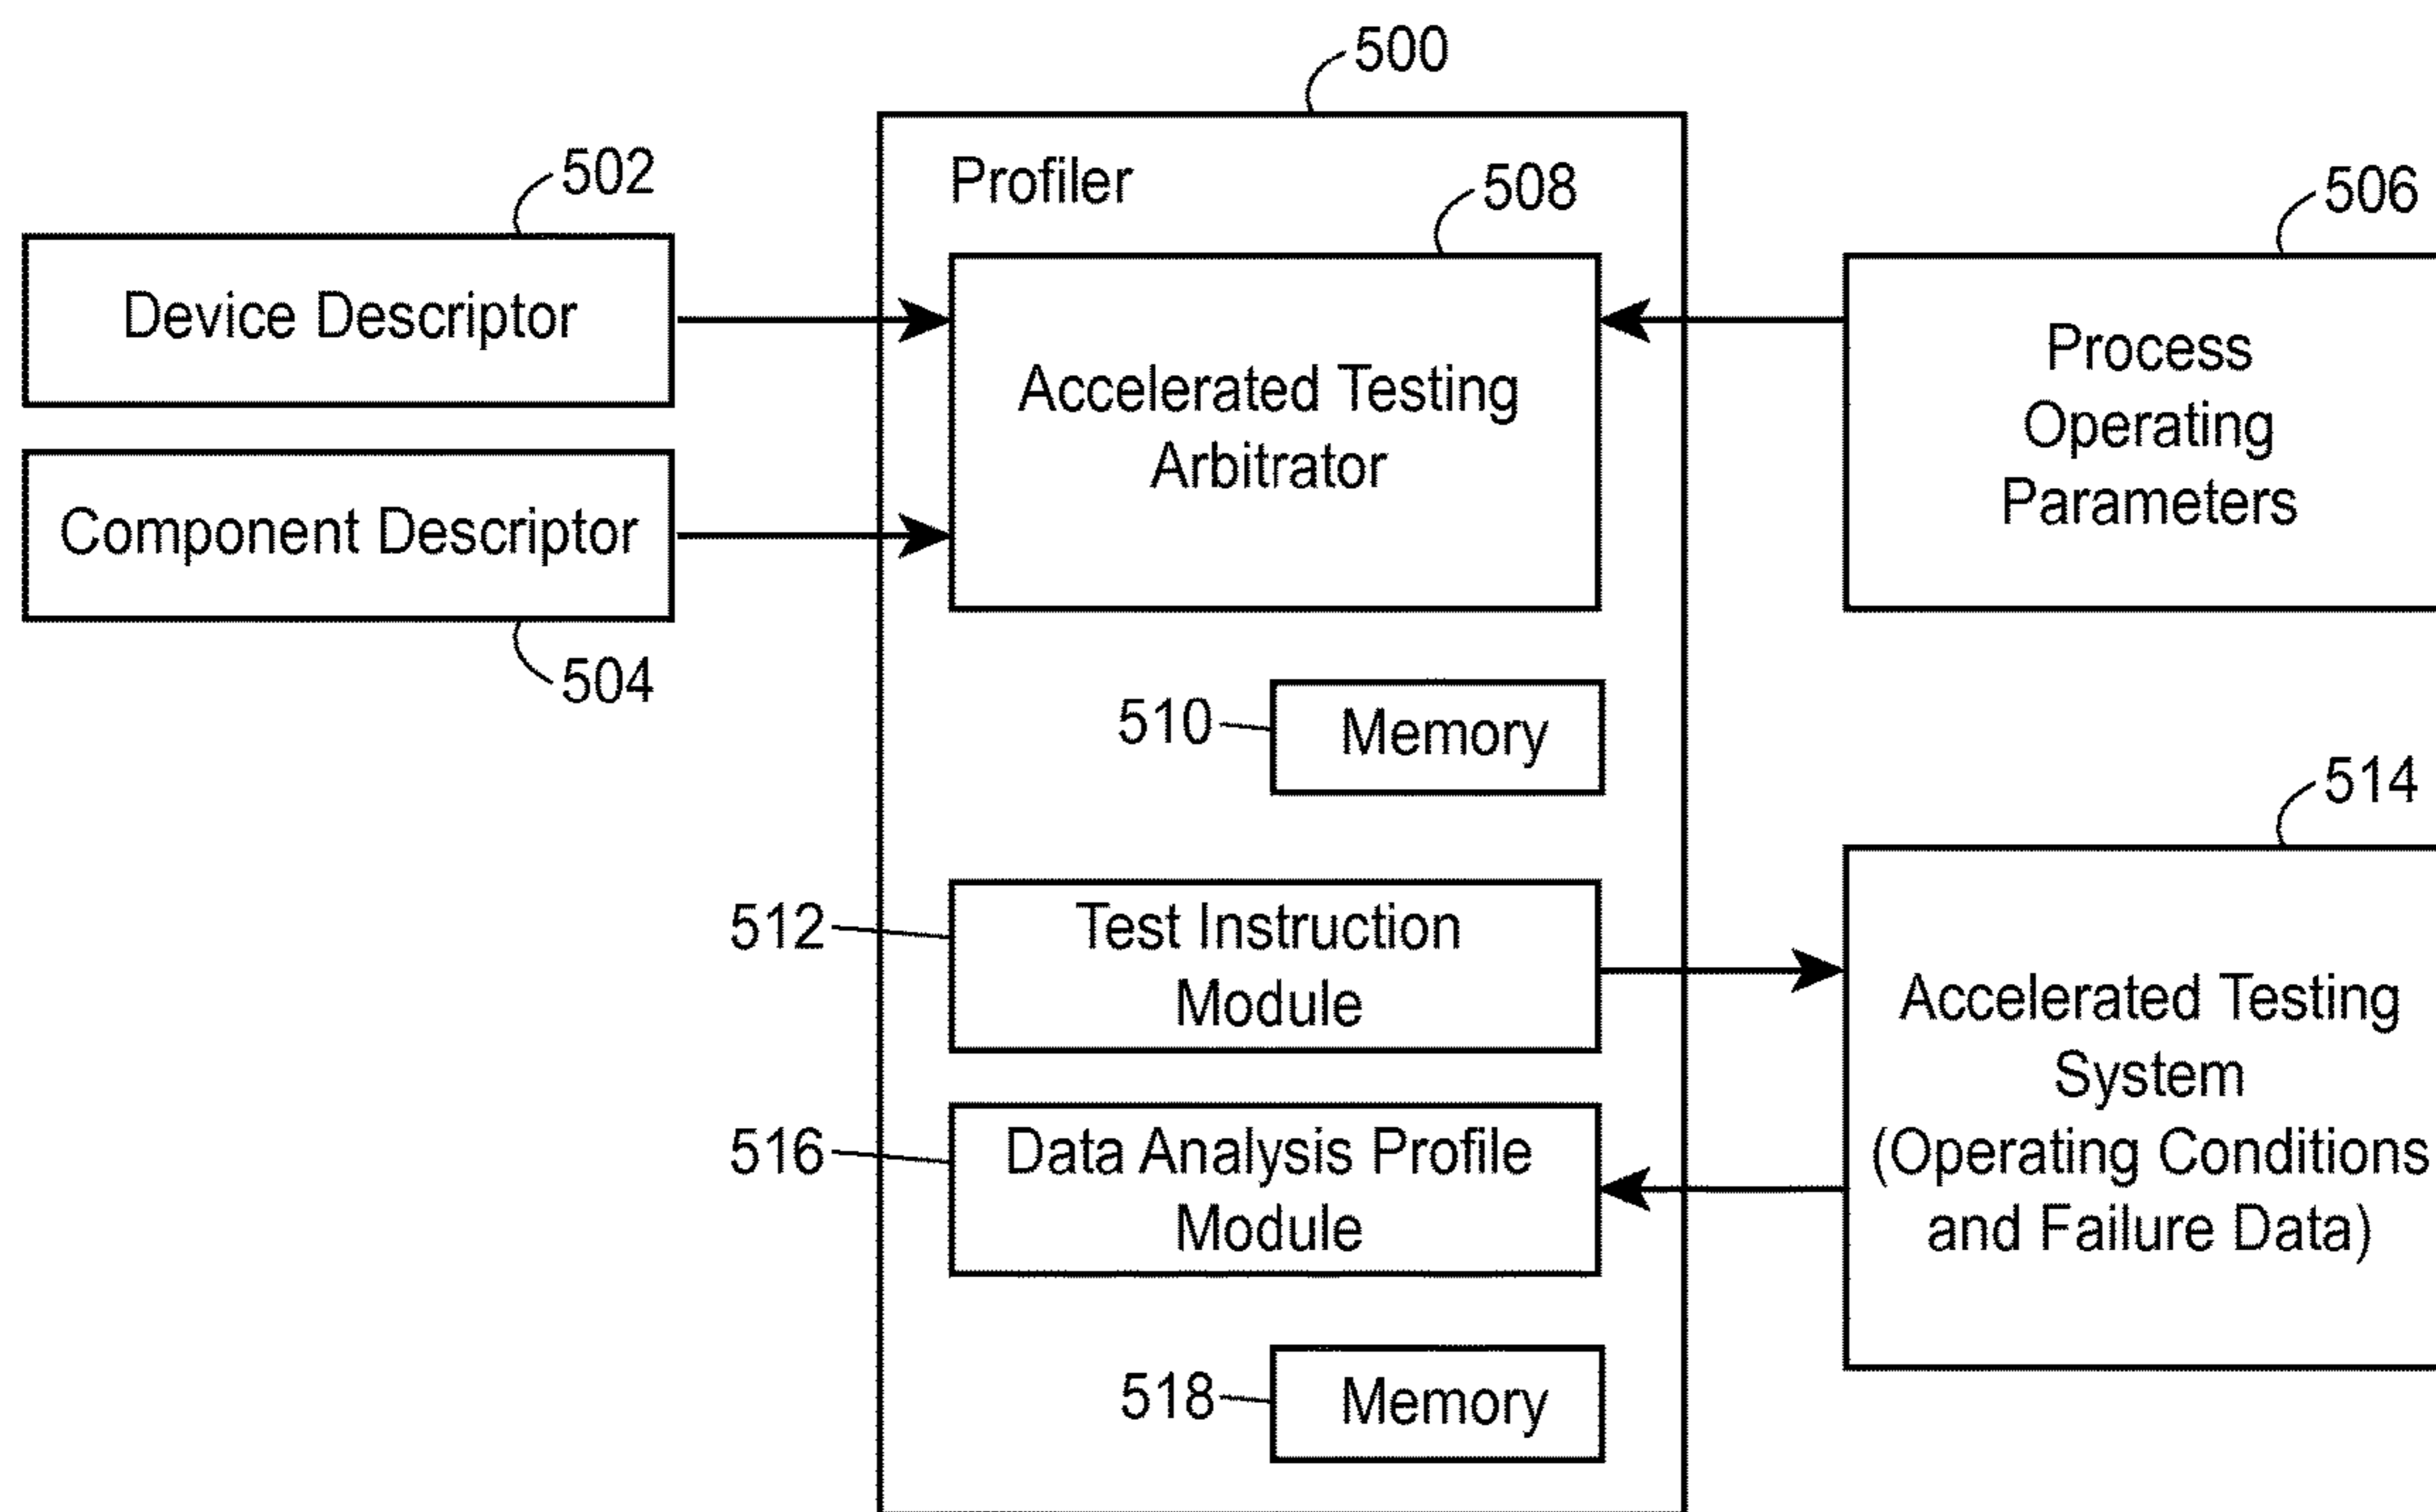 500
502
Profiler
508
506
Device Descriptor
Accelerated Testing
Arbitrator
Process
Operating
Parameters
Component Descriptor
504
510
Memory
514
512
Test Instruction
Module
Accelerated Testing
System
(Operating Conditions
and Failure Data)
516
Data Analysis Profile
Module
518
Memory